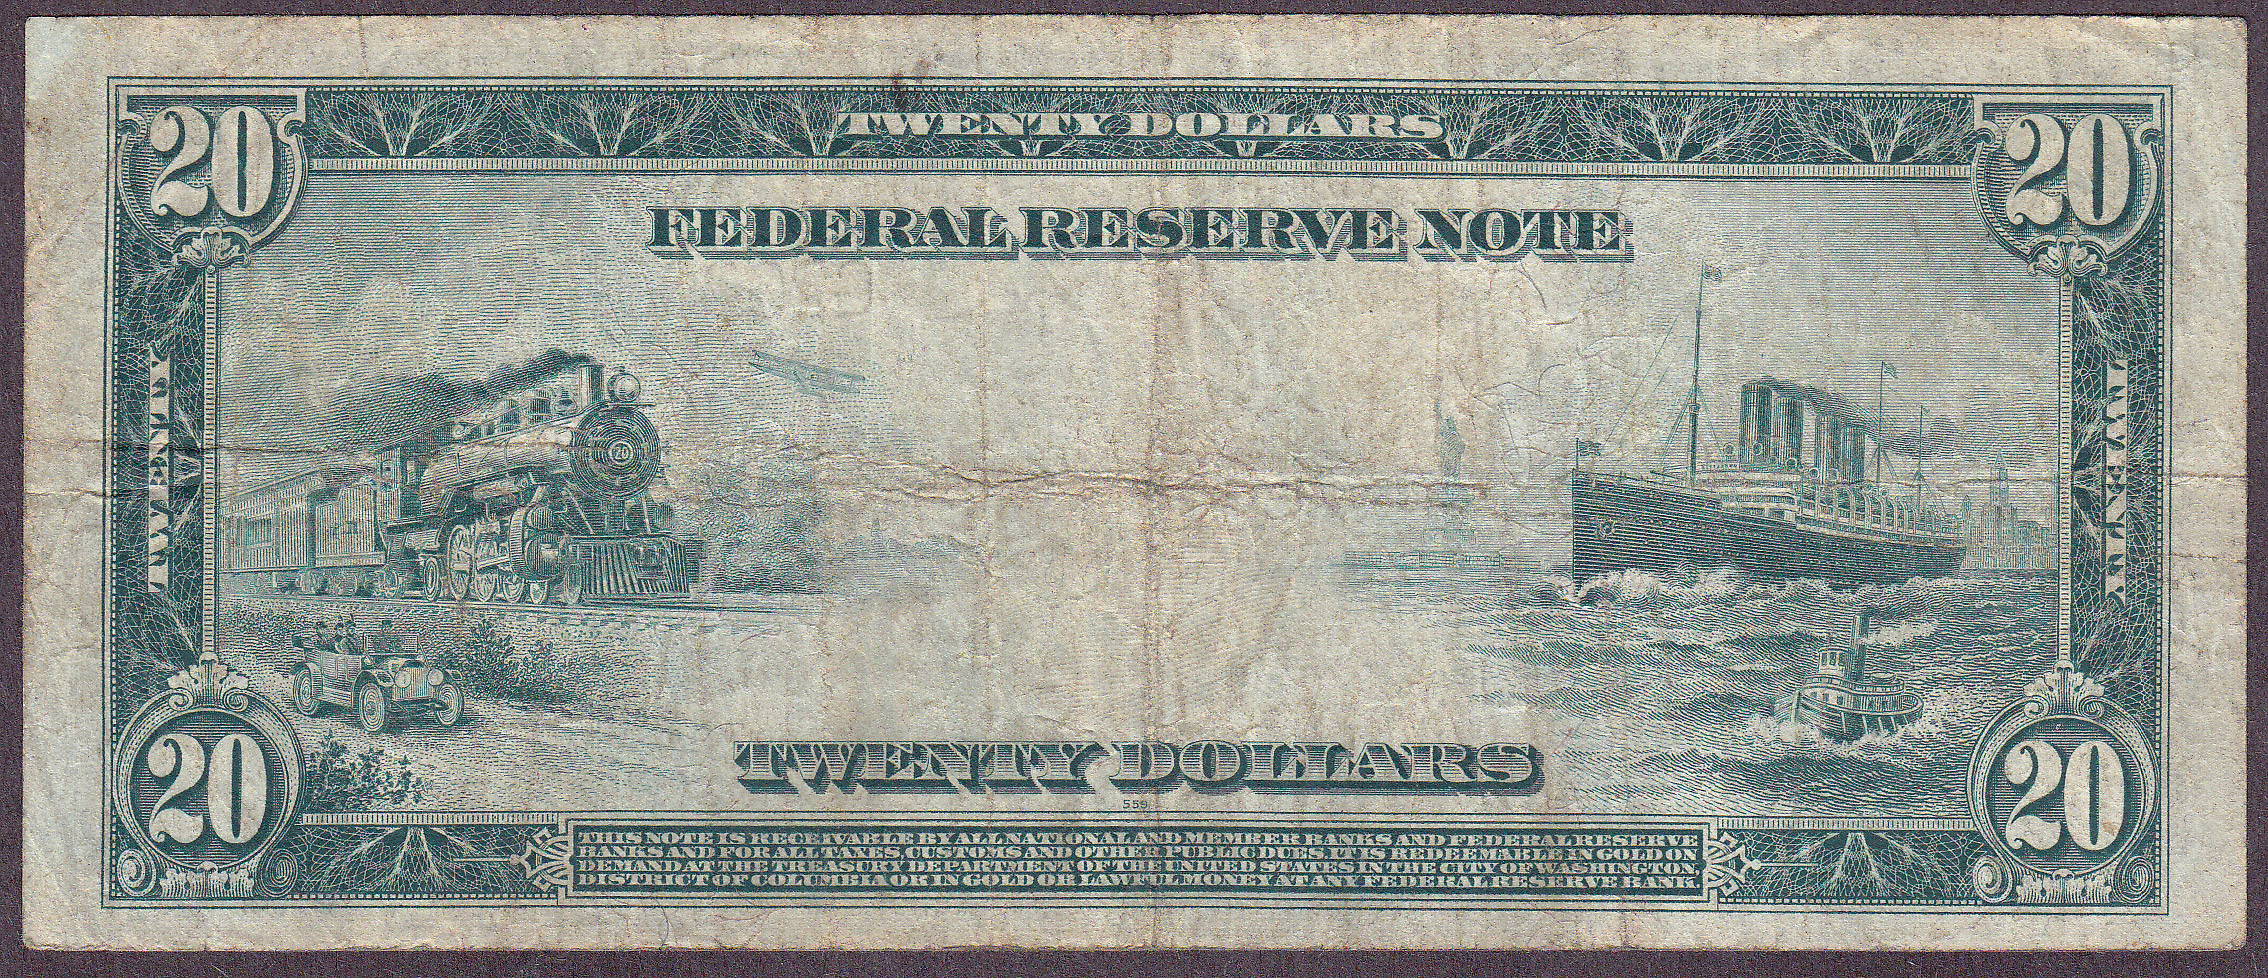 20 TWENTY DOLLARS 20
FEDERAL RESERVE NOTE
TWENTY
TWENTY
20
TWENTY DOLLARS
559
20 20
THIS NOTE IS RECEIVABLE BY ALL NATIONAL AND MEMBER BANKS AND FEDERAL RESERVE
BANKS AND FOR ALL TAXES, CUSTOMS AND OTHER PUBLIC DUES. IT IS REDEEMABLE IN GOLD ON
DEMAND AT THE TREASURY DEPARTMENT OF THE UNITED STATES IN THE CITY OF WASHINGTON,
DISTRICT OF COLUMBIA OR IN GOLD OR LAWFUL MONEY AT ANY FEDERAL RESERVE BANK.